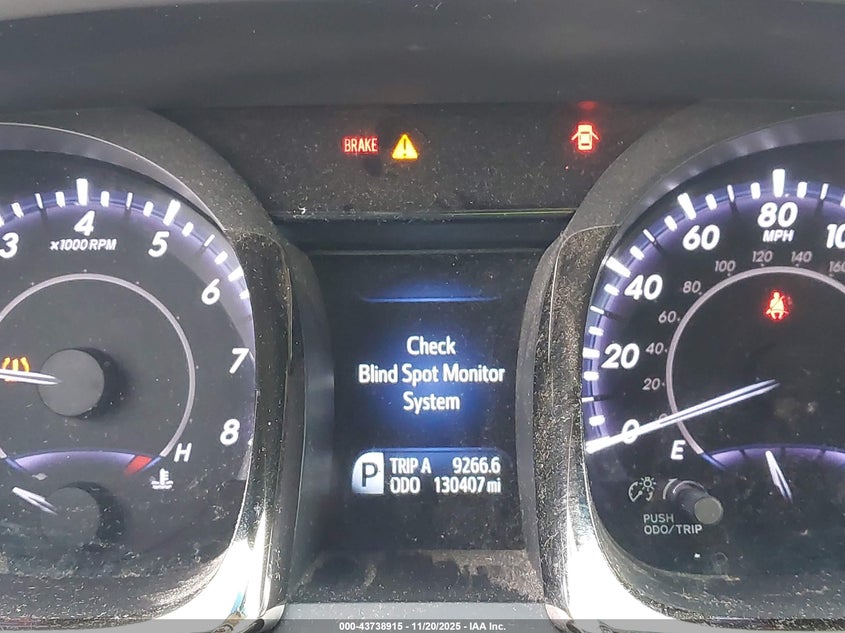 BRAKE
3
4
5
6
7
8
x1000 RPM
H
Check
Blind Spot Monitor
System
P
TRIP A 9266.6
ODO 130407 mi
0
20
40
60
80
MPH
20
40
60
80
100
120
140
160
E
PUSH
ODO/TRIP
000-43738915 - 11/20/2025 - IAA Inc.